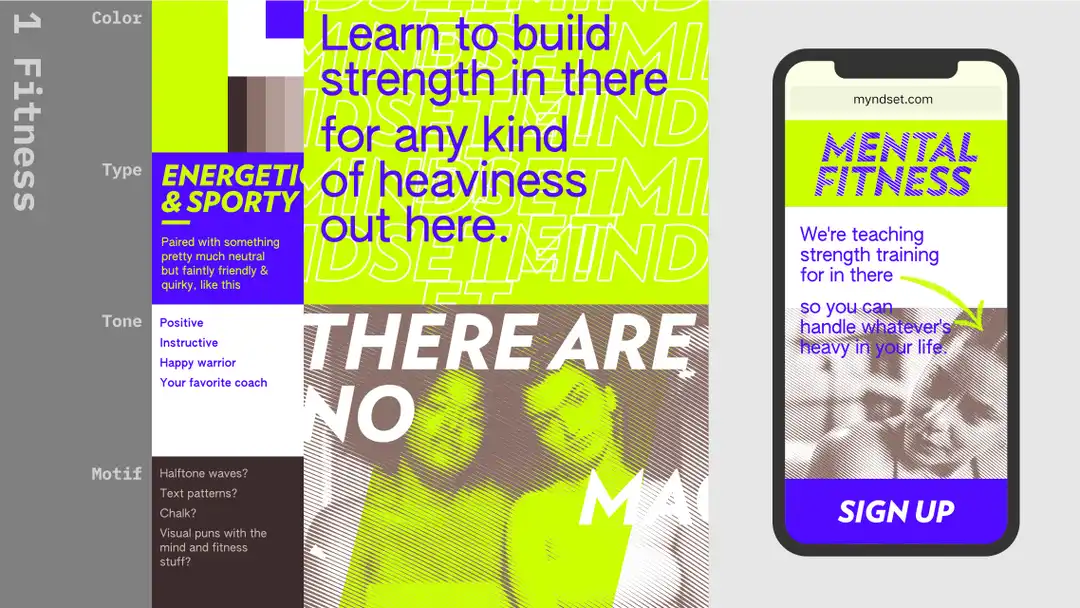 1 Fitness
Color
Type
ENERGETI
& SPORTY
Paired with something
pretty much neutral
but faintly friendly &
quirky, like this
Tone
Positive
Instructive
Happy warrior
Your favorite coach
Motif
Halftone waves?
Text patterns?
Chalk?
Visual puns with the
mind and fitness
stuff?
Learn to build
strength in there
for any kind
of heaviness
out here.
THERE ARE
NO
MAG
myndset.com
MENTAL
FITNESS
We're teaching
strength training
for in there
so you can
handle whatever's
heavy in your life.
SIGN UP